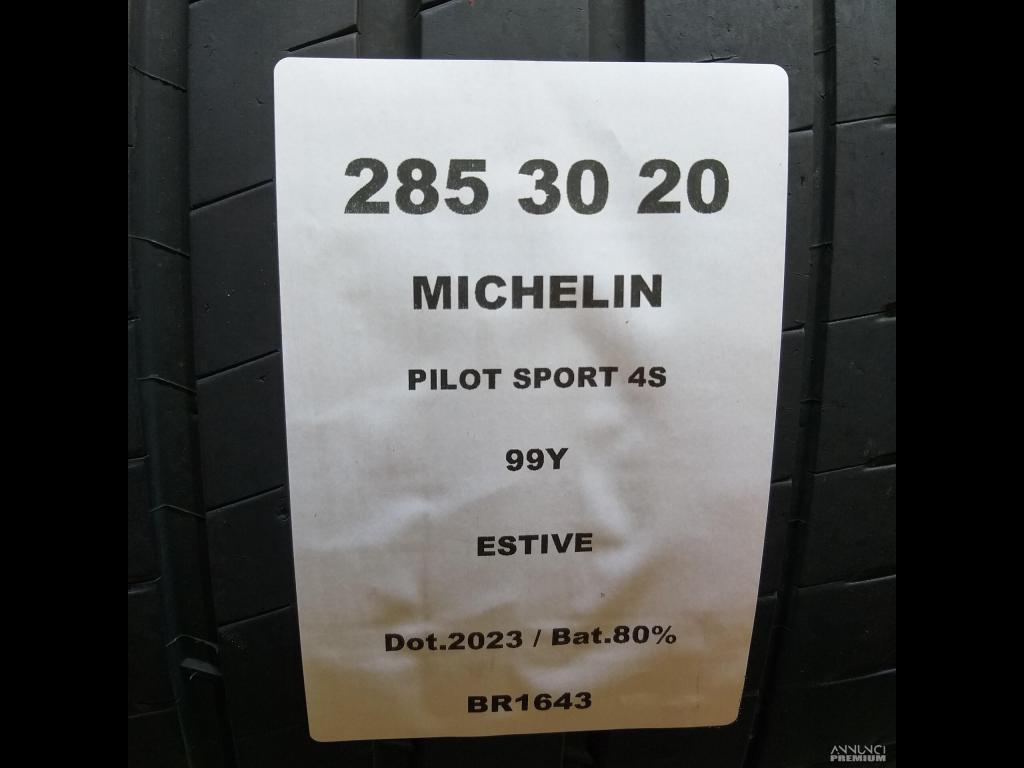 285 30 20
MICHELIN
PILOT SPORT 4S
99Y
ESTIVE
Dot.2023 / Bat.80%
BR1643
ANNUNCI
PREMIUM